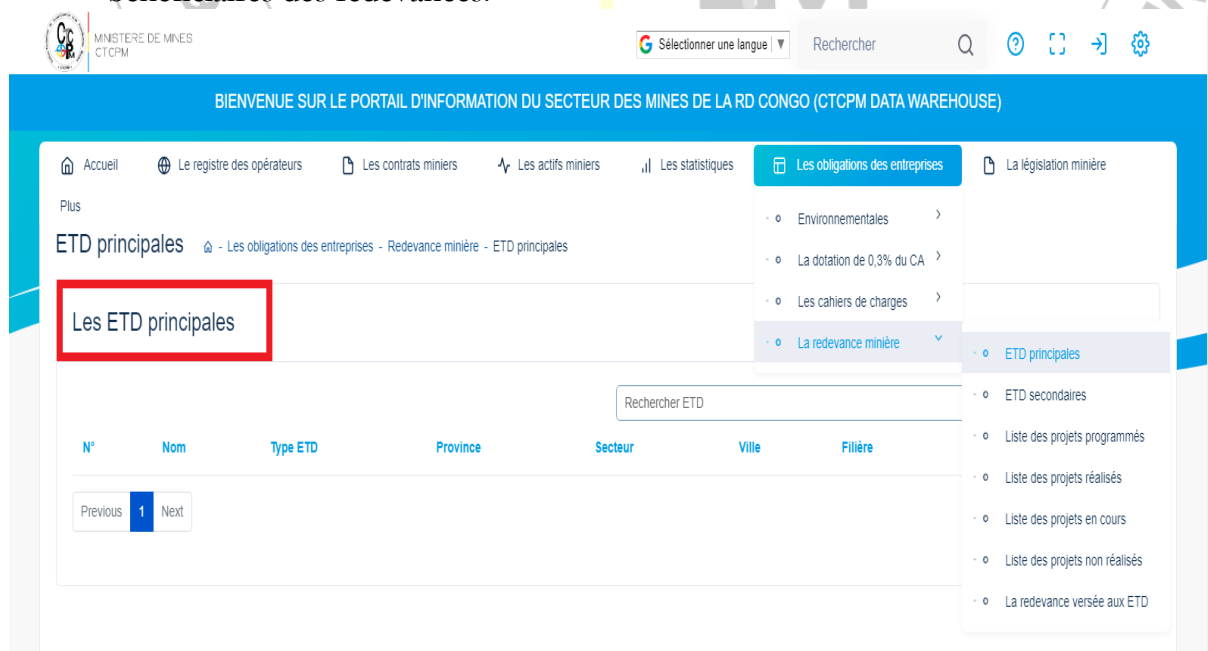 bénéficiaires des redevances.
MINISTERE DE MINES
CTCPM
Sélectionner une langue ▼
Rechercher
BIENVENUE SUR LE PORTAIL D'INFORMATION DU SECTEUR DES MINES DE LA RD CONGO (CTCPM DATA WAREHOUSE)
Accueil Le registre des opérateurs Les contrats miniers Les actifs miniers Les statistiques Les obligations des entreprises La législation minière
Plus
ETD principales - Les obligations des entreprises - Redevance minière - ETD principales
Environnementales
La dotation de 0,3% du CA
Les cahiers de charges
La redevance minière
ETD principales
ETD secondaires
Liste des projets programmés
Liste des projets réalisés
Liste des projets en cours
Liste des projets non réalisés
La redevance versée aux ETD
Les ETD principales
Rechercher ETD
N° Nom Type ETD Province Secteur Ville Filière
Previous 1 Next